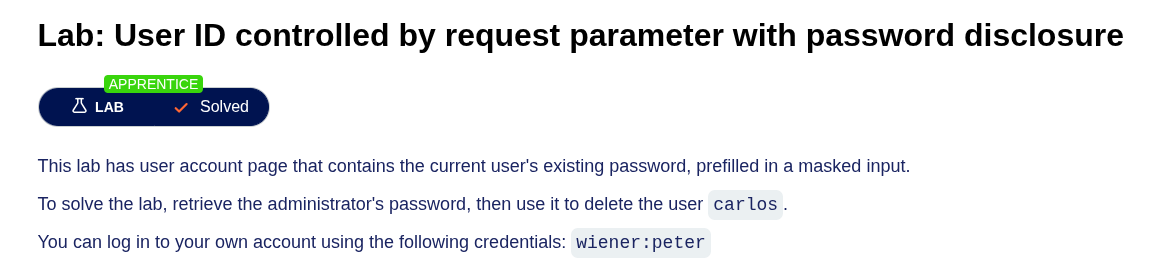 Lab: User ID controlled by request parameter with password disclosure
APPRENTICE
LAB Solved
This lab has user account page that contains the current user's existing password, prefilled in a masked input.
To solve the lab, retrieve the administrator's password, then use it to delete the user carlos.
You can log in to your own account using the following credentials: wiener:peter